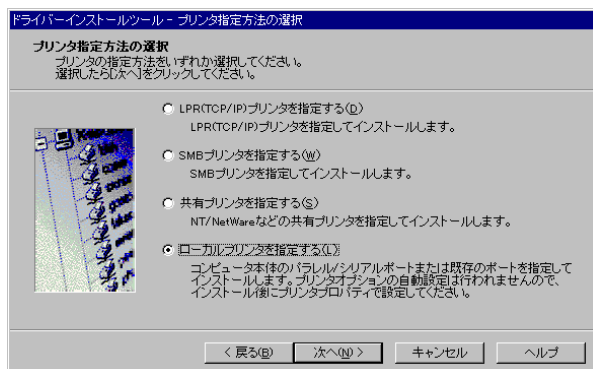 ドライバーインストールツール - プリンタ指定方法の選択
プリンタ指定方法の選択
プリンタの指定方法を、いずれか選択してください。
選択したら[次へ]をクリックしてください。
LPR(TCP/IP)プリンタを指定する(D)
LPR(TCP/IP)プリンタを指定してインストールします。
SMBプリンタを指定する(W)
SMBプリンタを指定してインストールします。
共有プリンタを指定する(S)
NT/NetWareなどの共有プリンタを指定してインストールします。
ローカルプリンタを指定する(L)
コンピュータ本体のパラレル/シリアルポートまたは既存のポートを指定して
インストールします。プリンタオプションの自動設定は行われませんので、
インストール後にプリンタプロパティで設定してください。
< 戻る(B) 次へ(N) > キャンセル ヘルプ